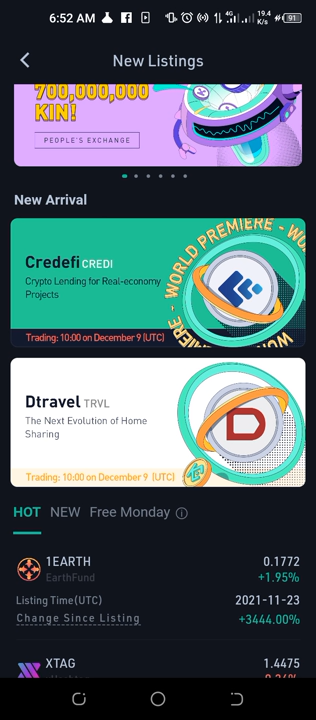 6:52 AM
4G
19.4
K/s
91
New Listings
700,000,000
KIN!
PEOPLE'S EXCHANGE
New Arrival
Credefi CREDI
Crypto Lending for Real-economy
Projects
WORLD PREMIERE
Trading: 10:00 on December 9 (UTC)
Dtravel TRVL
The Next Evolution of Home
Sharing
Trading: 10:00 on December 9 (UTC)
HOT NEW Free Monday
1EARTH 0.1772
EarthFund +1.95%
Listing Time(UTC) 2021-11-23
Change Since Listing +3444.00%
XTAG 1.4475